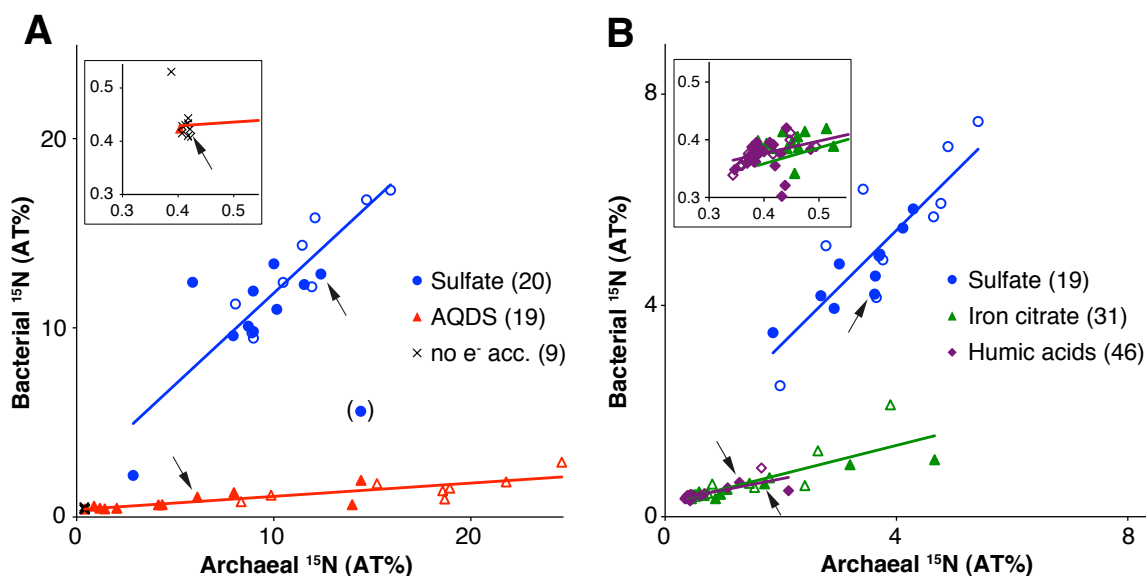 A
Bacterial ¹⁵N (AT%)
20
10
0
0.5
0.4
0.3
0.3 0.4 0.5
Sulfate (20)
AQDS (19)
no e⁻ acc. (9)
( )
0 10 20
Archaeal ¹⁵N (AT%)
B
Bacterial ¹⁵N (AT%)
8
4
0
0.5
0.4
0.3
0.3 0.4 0.5
Sulfate (19)
Iron citrate (31)
Humic acids (46)
0 4 8
Archaeal ¹⁵N (AT%)